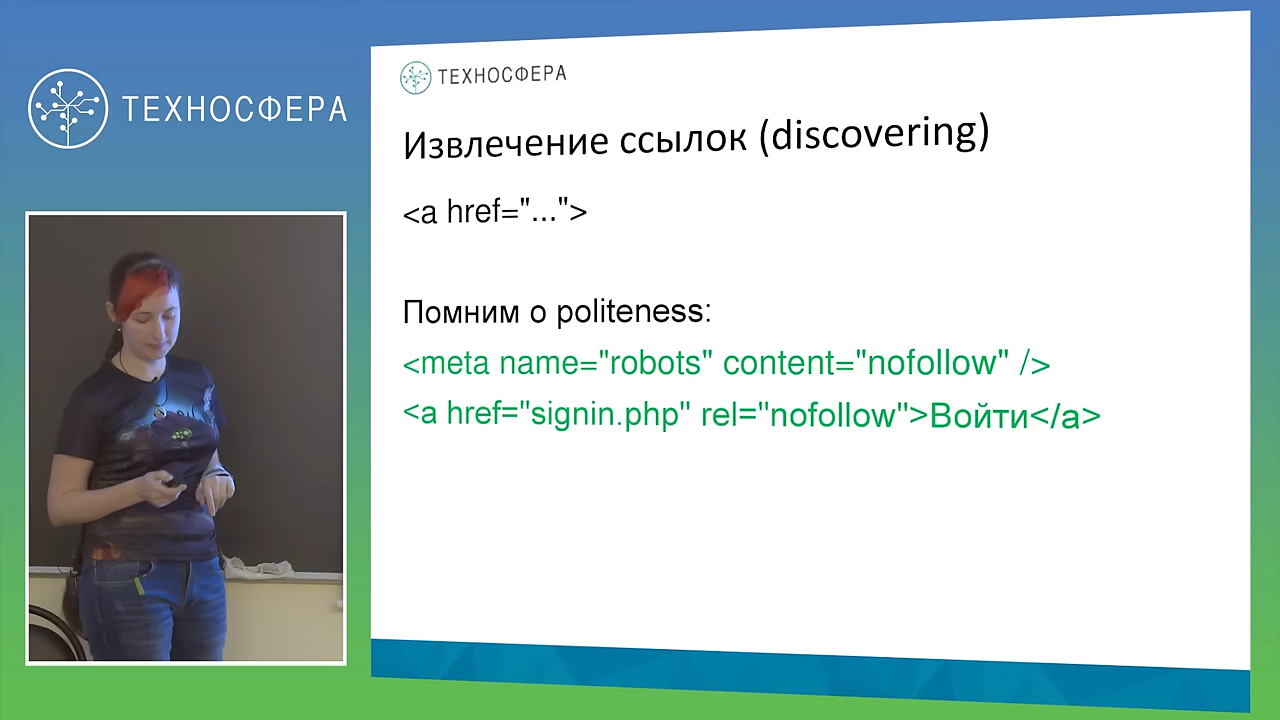 ТЕХНОСФЕРА
ТЕХНОСФЕРА
Извлечение ссылок (discovering)
<a href="...">
Помним о politeness:
<meta name="robots" content="nofollow" />
<a href="signin.php" rel="nofollow">Войти</a>